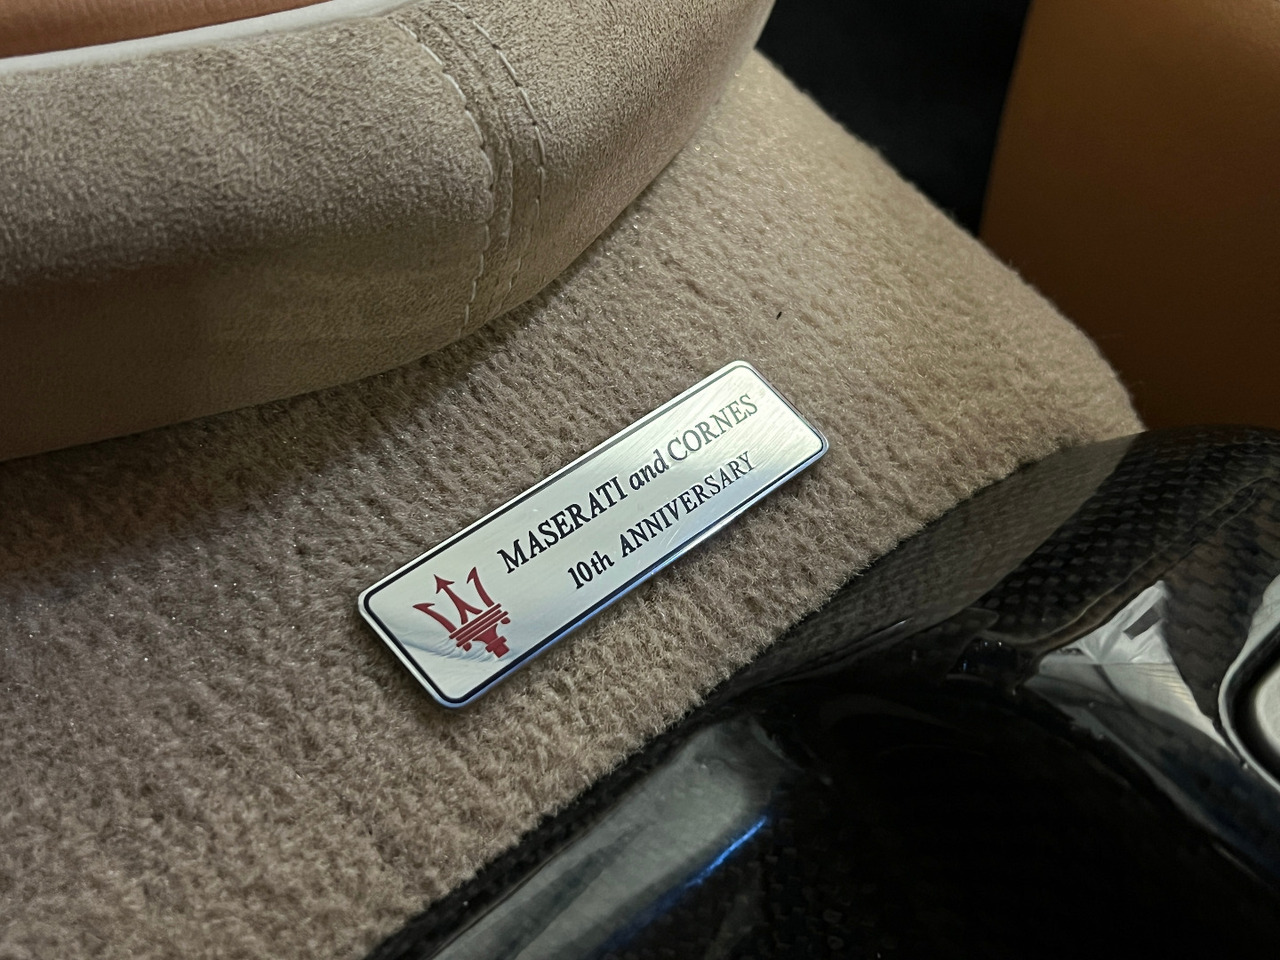 MASERATI and CORNES
10th ANNIVERSARY